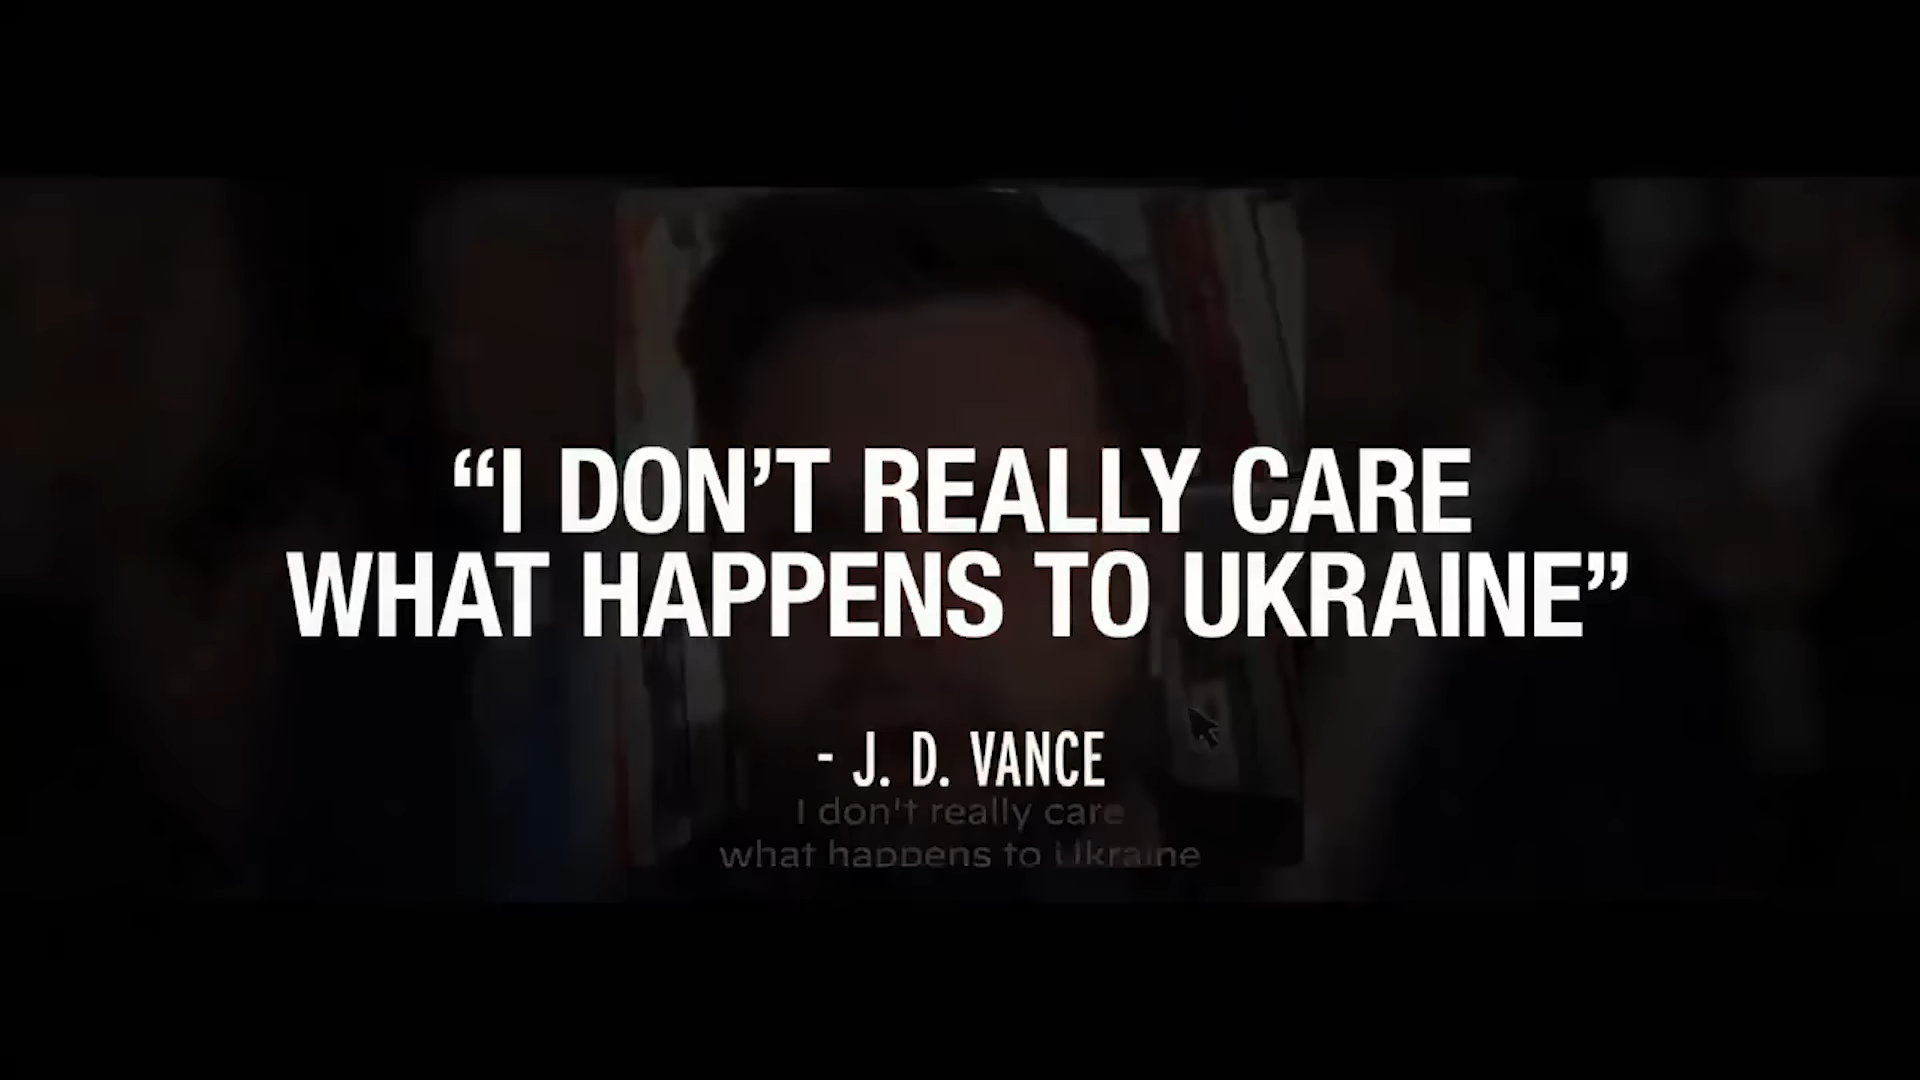 “I DON’T REALLY CARE
WHAT HAPPENS TO UKRAINE”
- J. D. VANCE
I don't really care
what happens to Ukraine